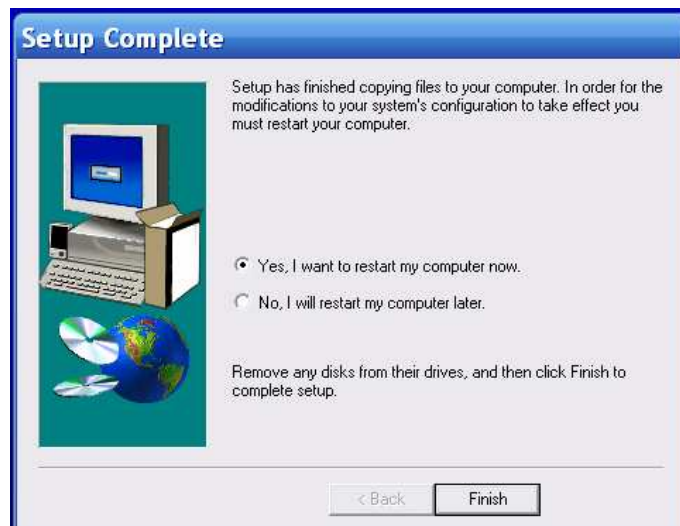 Setup Complete
Setup has finished copying files to your computer. In order for the
modifications to your system's configuration to take effect you
must restart your computer.
Yes, I want to restart my computer now.
No, I will restart my computer later.
Remove any disks from their drives, and then click Finish to
complete setup.
< Back Finish